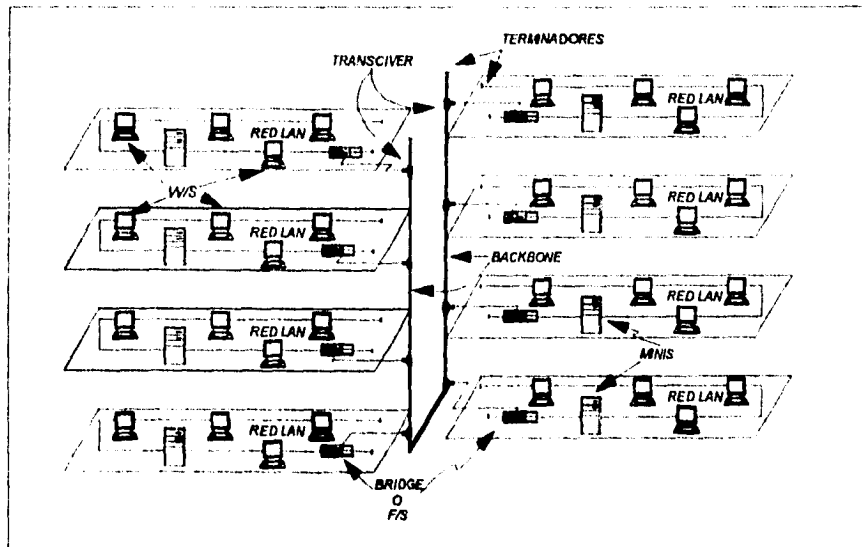 TERMINADORES
TRANSCIVER
RED LAN
RED LAN
W/S
RED LAN
RED LAN
BACKBONE
RED LAN
RED LAN
MINIS
RED LAN
RED LAN
BRIDGE
O
F/S